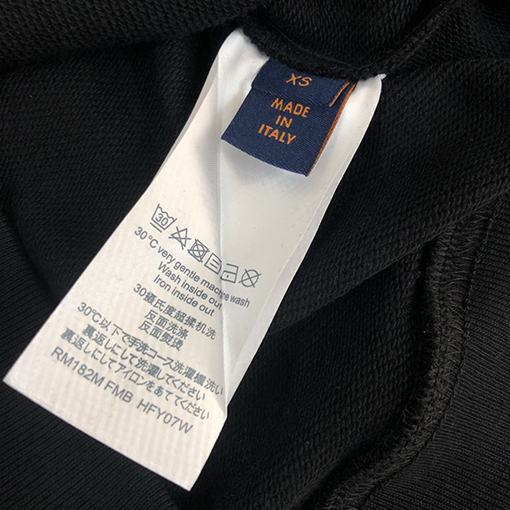 XS
MADE
IN
ITALY
30
30°C very gentle machine wash
Wash inside out
Iron inside out
30摄氏度超揉机洗
反面洗涤
反面熨烫
30℃以下で手洗コース洗濯機洗い
裏返しにして洗濯してください
裏返しにしてアイロンをあててください
RM182M FMB HFY07W